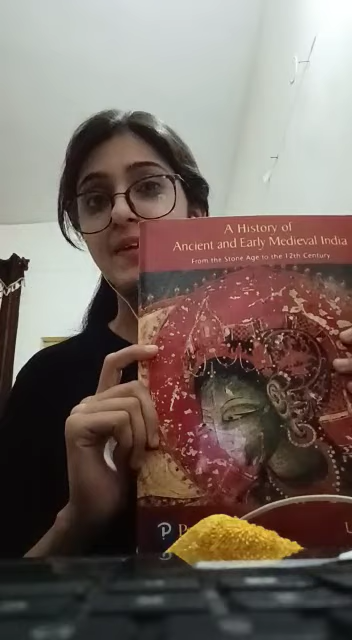 A History of
Ancient and Early Medieval India
From the Stone Age to the 12th Century
P